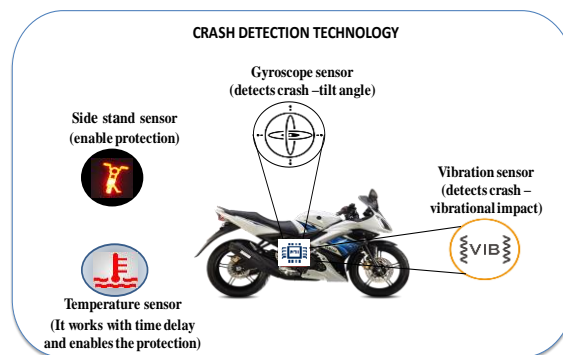 CRASH DETECTION TECHNOLOGY
Gyroscope sensor
(detects crash –tilt angle)
Side stand sensor
(enable protection)
Vibration sensor
(detects crash –
vibrational impact)
VIB
Temperature sensor
(It works with time delay
and enables the protection)